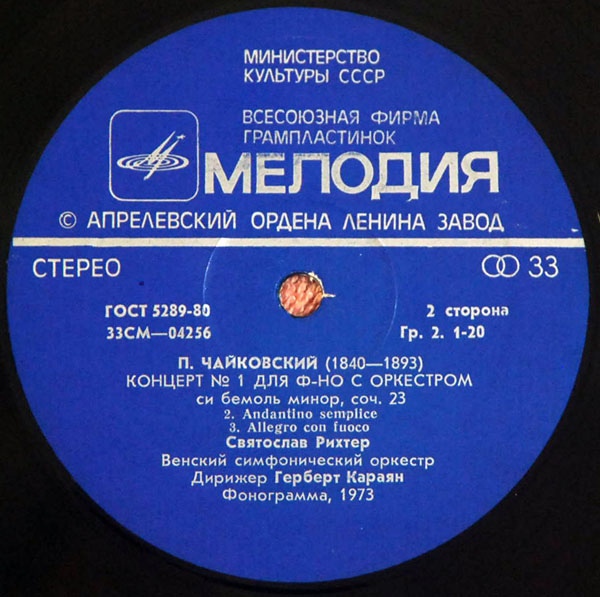 МИНИСТЕРСТВО
КУЛЬТУРЫ СССР
ВСЕСОЮЗНАЯ ФИРМА
ГРАМПЛАСТИНОК
МЕЛОДИЯ
© АПРЕЛЕВСКИЙ ОРДЕНА ЛЕНИНА ЗАВОД
СТЕРЕО 33
ГОСТ 5289-80 2 сторона
33СМ—04256 Гр. 2. 1-20
П. ЧАЙКОВСКИЙ (1840—1893)
КОНЦЕРТ № 1 ДЛЯ Ф-НО С ОРКЕСТРОМ
си бемоль минор, соч. 23
2. Andantino semplice
3. Allegro con fuoco
Святослав Рихтер
Венский симфонический оркестр
Дирижер Герберт Караян
Фонограмма, 1973